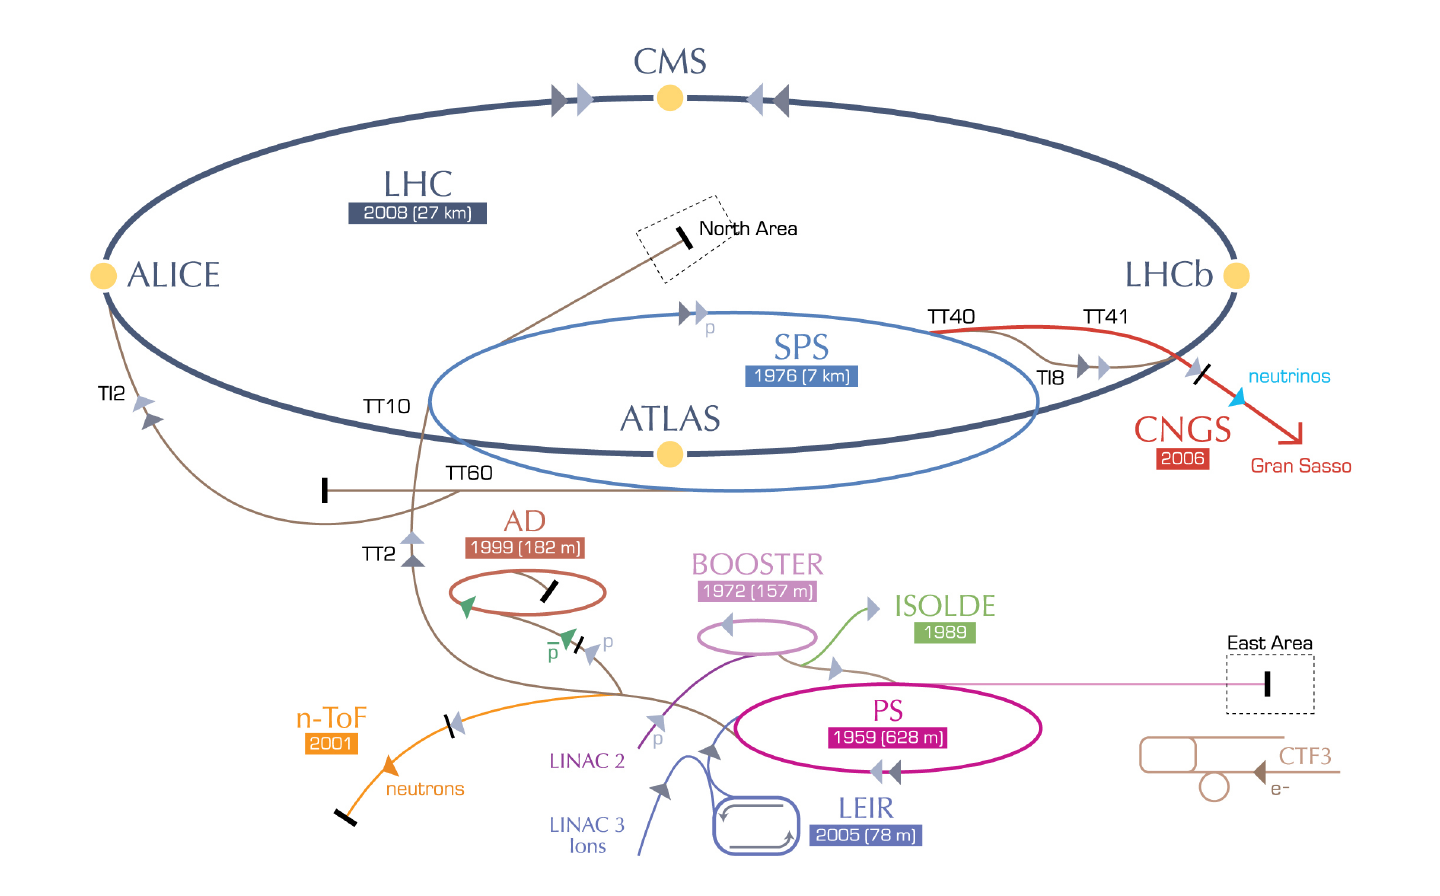 CMS
LHC
2008 (27 km)
North Area
ALICE
LHCb
TT40
TT41
p
SPS
1976 (7 km)
TI8
neutrinos
TI2
TT10
ATLAS
CNGS
2006
Gran Sasso
TT60
AD
1999 (182 m)
TT2
BOOSTER
1972 (157 m)
ISOLDE
1989
p
p̅
East Area
n-ToF
2001
PS
1959 (628 m)
p
LINAC 2
CTF3
neutrons
e-
LEIR
2005 (78 m)
LINAC 3
Ions